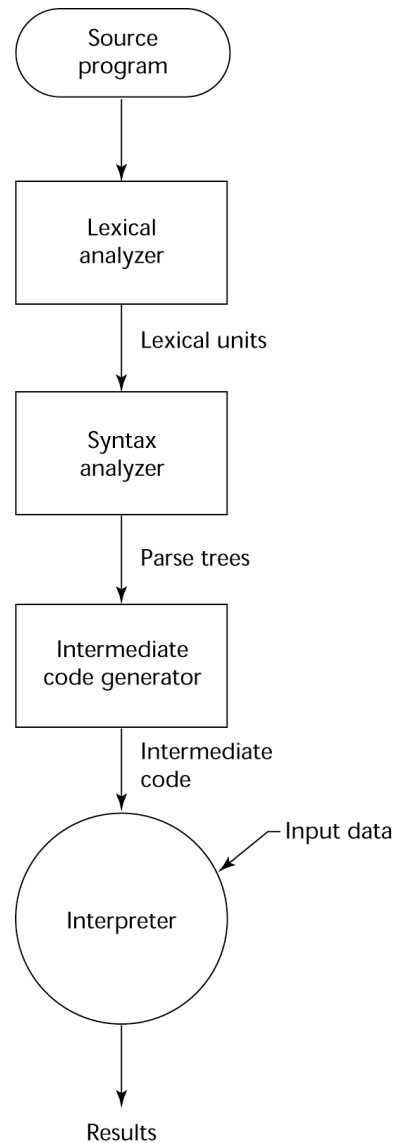 Source
program
Lexical
analyzer
Lexical units
Syntax
analyzer
Parse trees
Intermediate
code generator
Intermediate
code
Input data
Interpreter
Results